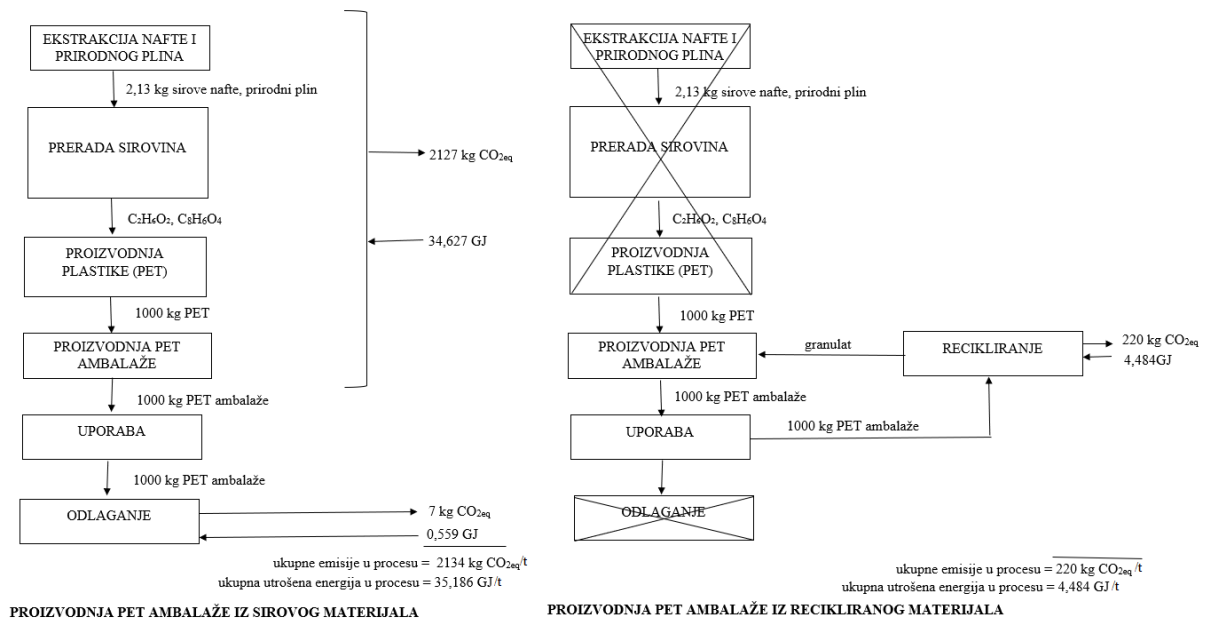 EKSTRAKCIJA NAFTE I
PRIRODNOG PLINA
2,13 kg sirove nafte, prirodni plin
PRERADA SIROVINA
2127 kg CO₂eq
C₂H₆O₂, C₈H₆O₄
34,627 GJ
PROIZVODNJA
PLASTIKE (PET)
1000 kg PET
PROIZVODNJA PET
AMBALAŽE
1000 kg PET ambalaže
UPORABA
1000 kg PET ambalaže
ODLAGANJE
7 kg CO₂eq
0,559 GJ
ukupne emisije u procesu = 2134 kg CO₂eq/t
ukupna utrošena energija u procesu = 35,186 GJ/t
PROIZVODNJA PET AMBALAŽE IZ SIROVOG MATERIJALA
EKSTRAKCIJA NAFTE I
PRIRODNOG PLINA
2,13 kg sirove nafte, prirodni plin
PRERADA SIROVINA
C₂H₆O₂, C₈H₆O₄
PROIZVODNJA
PLASTIKE (PET)
1000 kg PET
PROIZVODNJA PET
AMBALAŽE
granulat
RECIKLIRANJE
220 kg CO₂eq
4,484GJ
1000 kg PET ambalaže
UPORABA
1000 kg PET ambalaže
ODLAGANJE
ukupne emisije u procesu = 220 kg CO₂eq /t
ukupna utrošena energija u procesu = 4,484 GJ/t
PROIZVODNJA PET AMBALAŽE IZ RECIKLIRANOG MATERIJALA